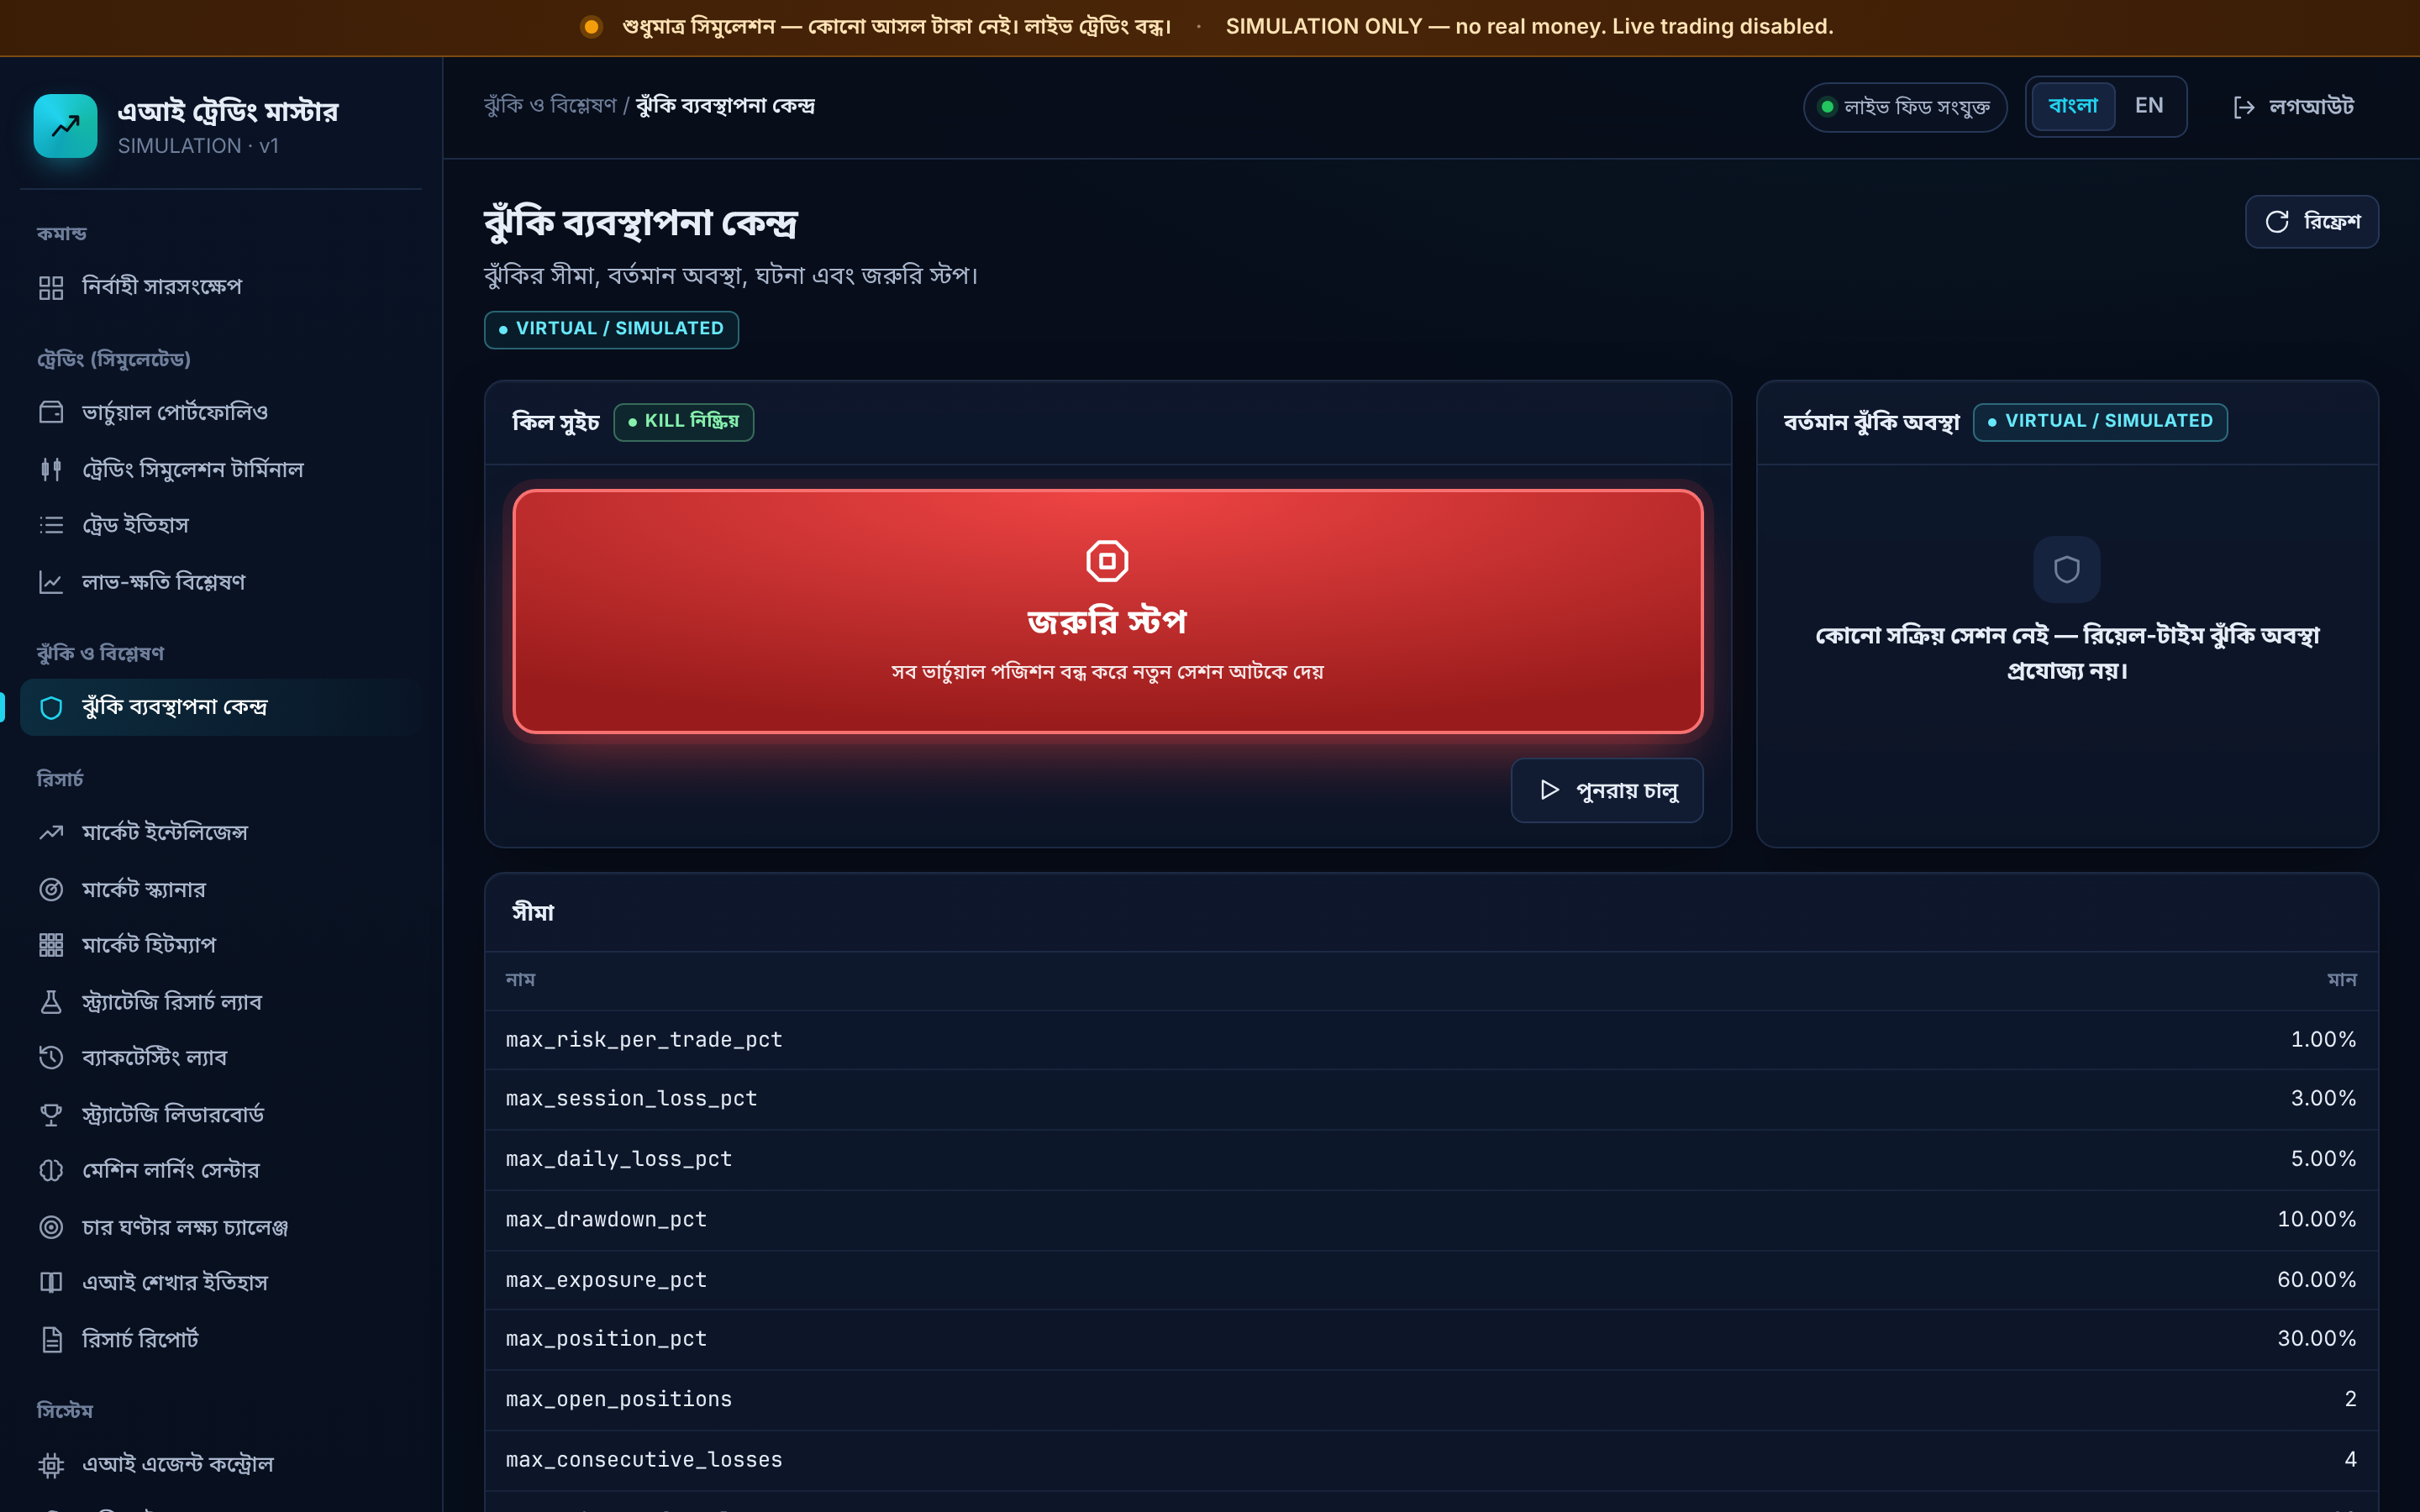 শুধুমাত্র সিমুলেশন — কোনো আসল টাকা নেই। লাইভ ট্রেডিং বন্ধ। · SIMULATION ONLY — no real money. Live trading disabled.
এআই ট্রেডিং মাস্টার
SIMULATION · v1
কমান্ড
নির্বাহী সারসংক্ষেপ
ট্রেডিং (সিমুলেটেড)
ভার্চুয়াল পোর্টফোলিও
ট্রেডিং সিমুলেশন টার্মিনাল
ট্রেড ইতিহাস
লাভ-ক্ষতি বিশ্লেষণ
ঝুঁকি ও বিশ্লেষণ
ঝুঁকি ব্যবস্থাপনা কেন্দ্র
রিসার্চ
মার্কেট ইন্টেলিজেন্স
মার্কেট স্ক্যানার
মার্কেট হিটম্যাপ
স্ট্র্যাটেজি রিসার্চ ল্যাব
ব্যাকটেস্টিং ল্যাব
স্ট্র্যাটেজি লিডারবোর্ড
মেশিন লার্নিং সেন্টার
চার ঘণ্টার লক্ষ্য চ্যালেঞ্জ
এআই শেখার ইতিহাস
রিসার্চ রিপোর্ট
সিস্টেম
এআই এজেন্ট কন্ট্রোল
ঝুঁকি ও বিশ্লেষণ / ঝুঁকি ব্যবস্থাপনা কেন্দ্র
লাইভ ফিড সংযুক্ত
বাংলা EN
লগআউট
ঝুঁকি ব্যবস্থাপনা কেন্দ্র
রিফ্রেশ
ঝুঁকির সীমা, বর্তমান অবস্থা, ঘটনা এবং জরুরি স্টপ।
VIRTUAL / SIMULATED
কিল সুইচ KILL নিষ্ক্রিয়
জরুরি স্টপ
সব ভার্চুয়াল পজিশন বন্ধ করে নতুন সেশন আটকে দেয়
পুনরায় চালু
বর্তমান ঝুঁকি অবস্থা VIRTUAL / SIMULATED
কোনো সক্রিয় সেশন নেই — রিয়েল-টাইম ঝুঁকি অবস্থা
প্রযোজ্য নয়।
সীমা
নাম মান
max_risk_per_trade_pct 1.00%
max_session_loss_pct 3.00%
max_daily_loss_pct 5.00%
max_drawdown_pct 10.00%
max_exposure_pct 60.00%
max_position_pct 30.00%
max_open_positions 2
max_consecutive_losses 4